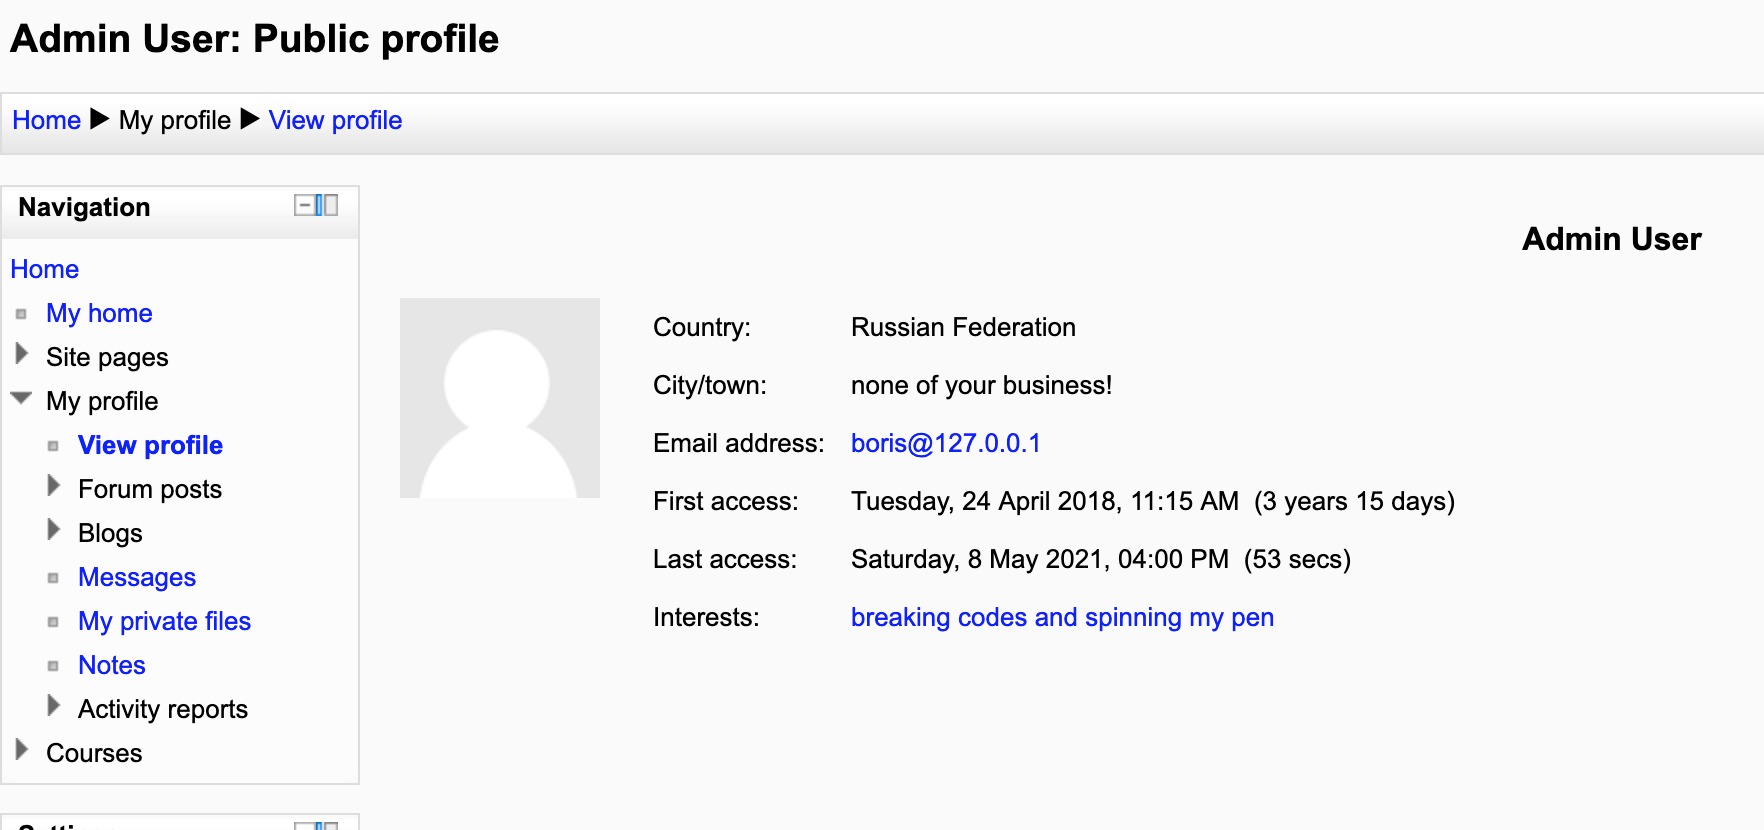 Admin User: Public profile
Home ▶ My profile ▶ View profile
Navigation
Home
My home
Site pages
My profile
View profile
Forum posts
Blogs
Messages
My private files
Notes
Activity reports
Courses
Admin User
Country: Russian Federation
City/town: none of your business!
Email address: boris@127.0.0.1
First access: Tuesday, 24 April 2018, 11:15 AM (3 years 15 days)
Last access: Saturday, 8 May 2021, 04:00 PM (53 secs)
Interests: breaking codes and spinning my pen